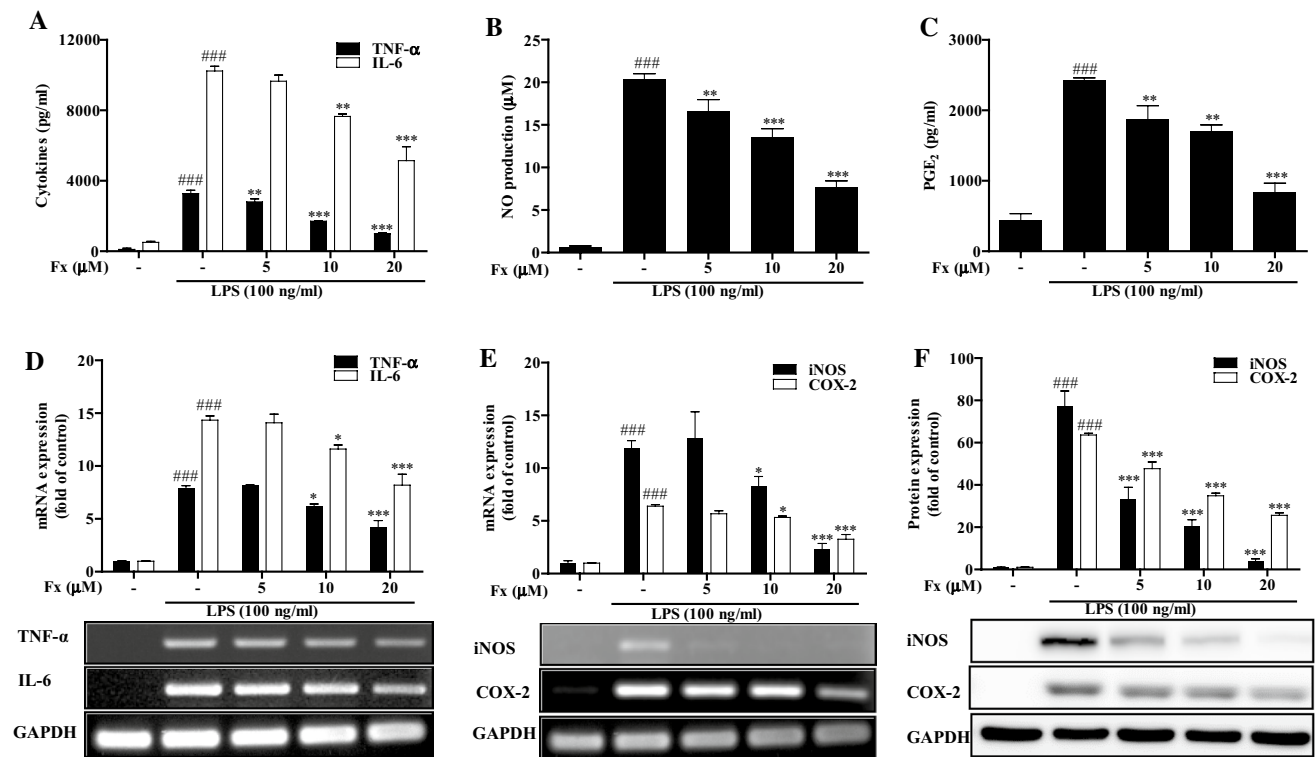 A
Cytokines (pg/ml)
12000
8000
4000
0
TNF-α
IL-6
###
###
**
**
***
***
***
Fx (μM)
- - 5 10 20
LPS (100 ng/ml)
B
NO production (μM)
25
20
15
10
5
0
###
**
***
***
Fx (μM)
- - 5 10 20
LPS (100 ng/ml)
C
PGE2 (pg/ml)
3000
2000
1000
0
###
**
**
***
Fx (μM)
- - 5 10 20
LPS (100 ng/ml)
D
mRNA expression
(fold of control)
20
15
10
5
0
TNF-α
IL-6
###
###
*
*
***
***
Fx (μM)
- - 5 10 20
LPS (100 ng/ml)
TNF-α
IL-6
GAPDH
E
mRNA expression
(fold of control)
20
15
10
5
0
iNOS
COX-2
###
###
*
*
***
***
Fx (μM)
- - 5 10 20
LPS (100 ng/ml)
iNOS
COX-2
GAPDH
F
Protein expression
(fold of control)
100
80
60
40
20
0
iNOS
COX-2
###
###
***
***
***
***
***
***
Fx (μM)
- - 5 10 20
LPS (100 ng/ml)
iNOS
COX-2
GAPDH